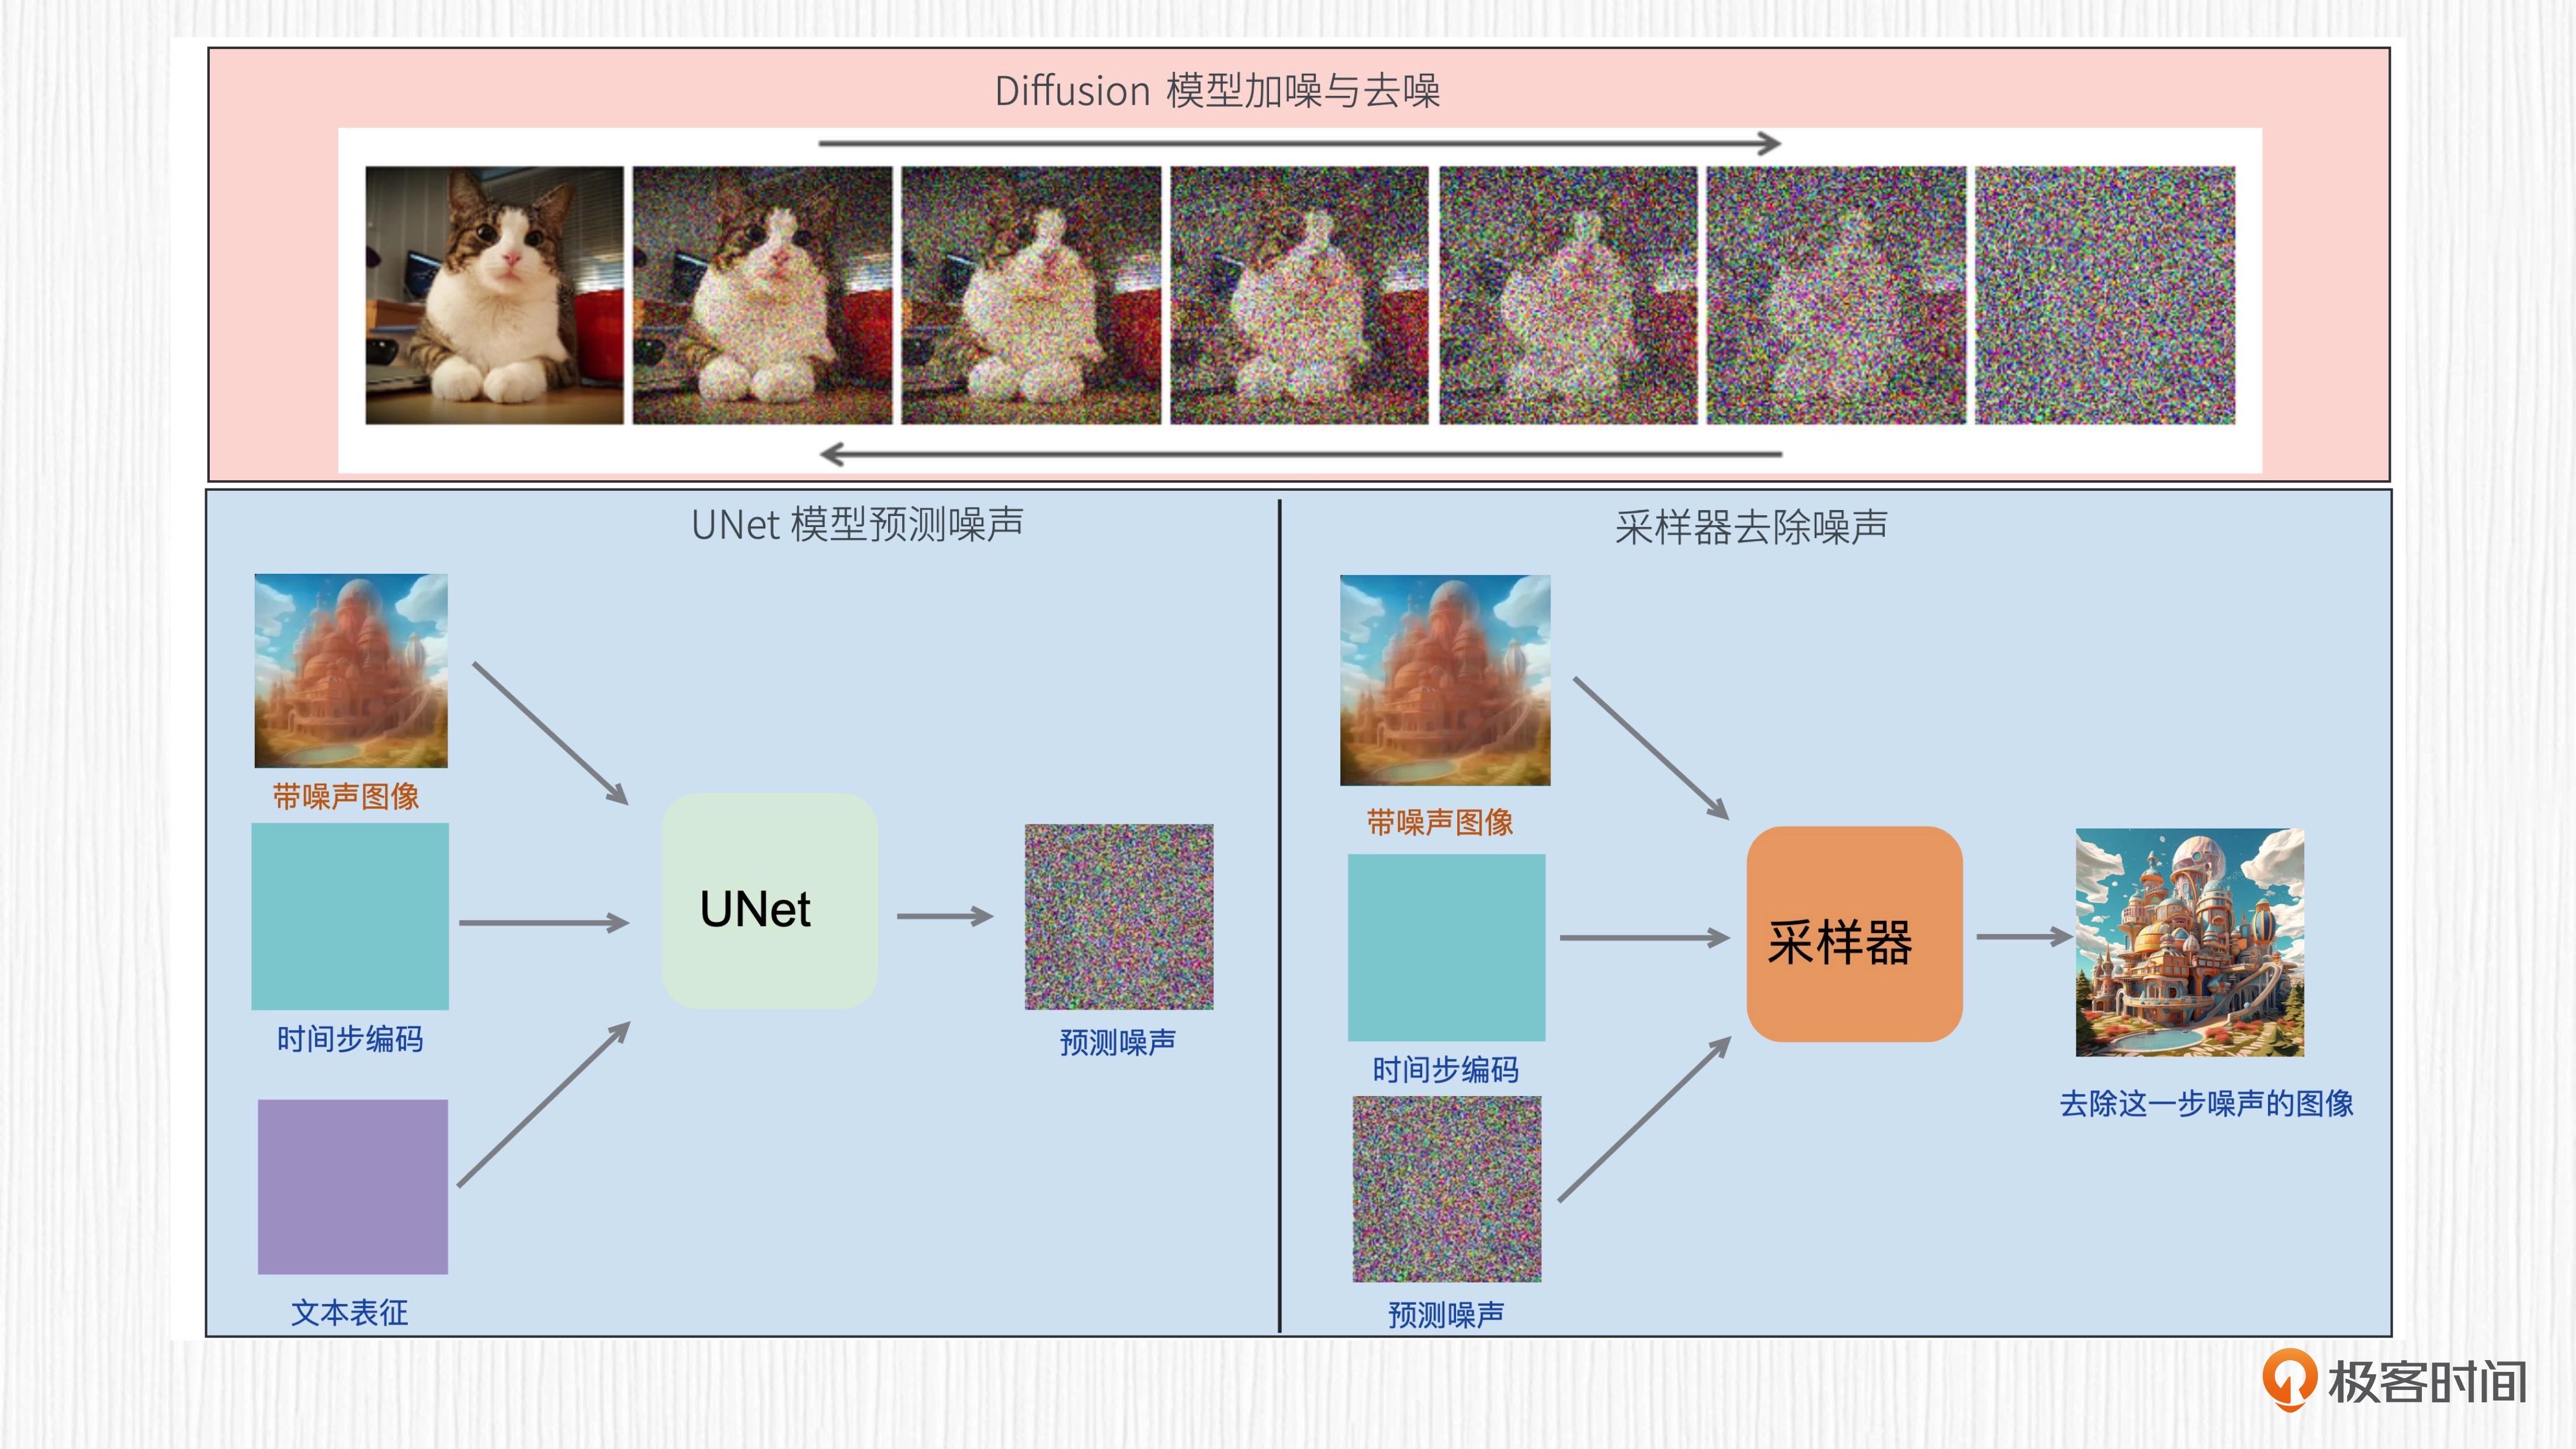 Diffusion 模型加噪与去噪
UNet 模型预测噪声
带噪声图像
时间步编码
文本表征
UNet
预测噪声
采样器去除噪声
带噪声图像
时间步编码
预测噪声
采样器
去除这一步噪声的图像
极客时间